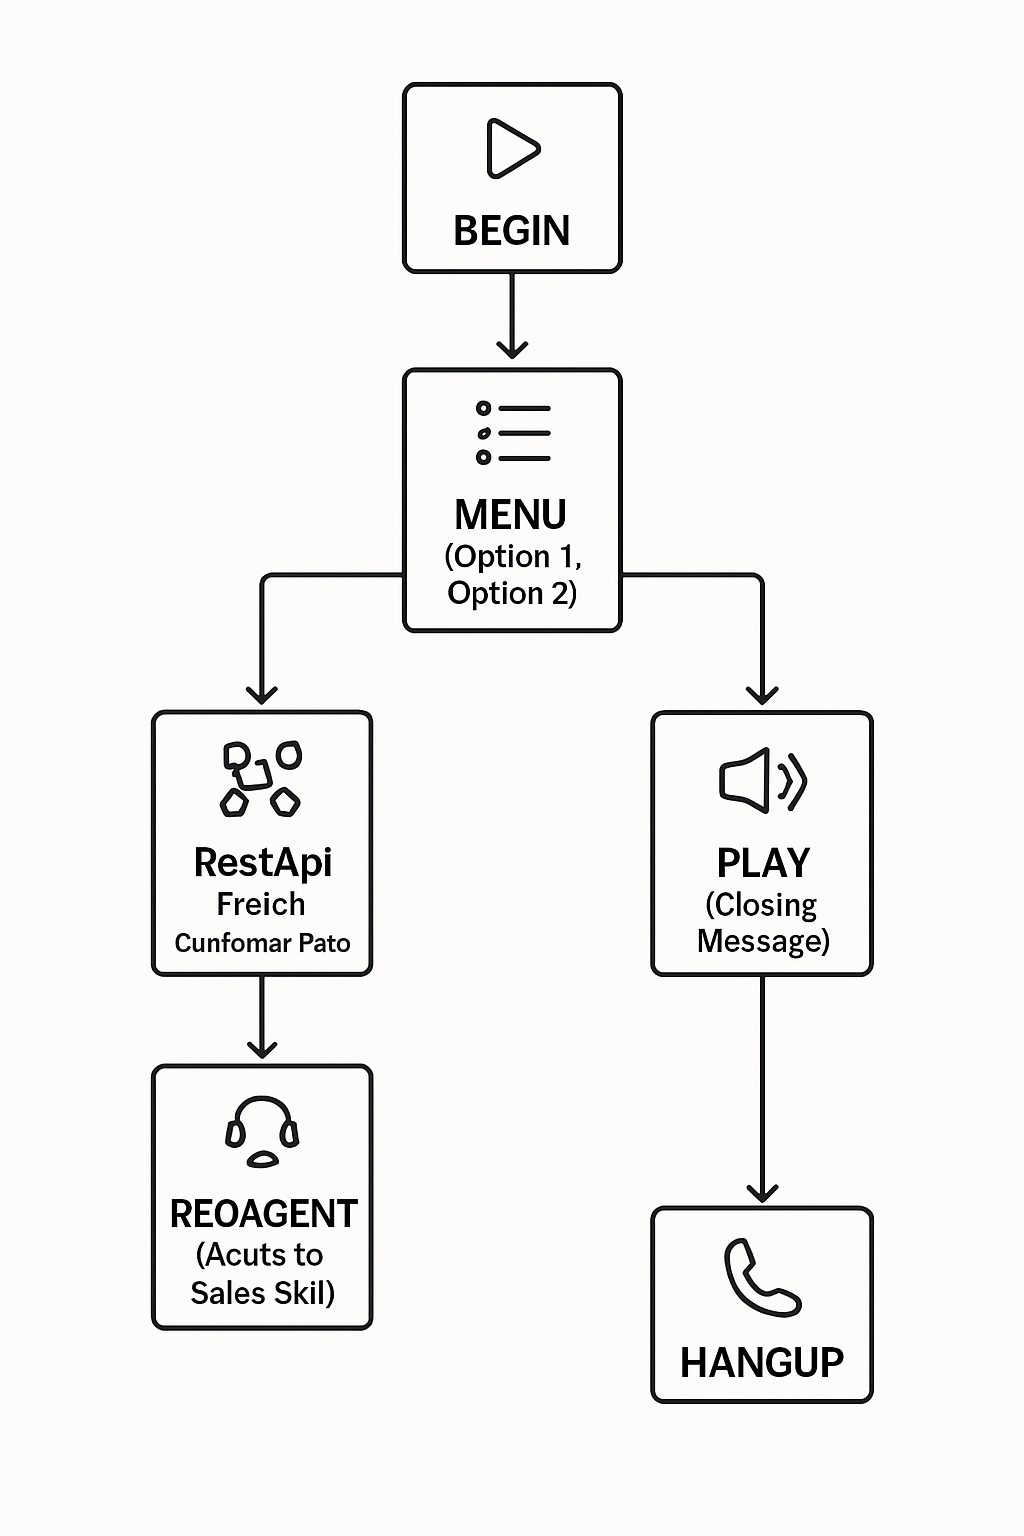 BEGIN
MENU
(Option 1,
Option 2)
RestApi
Freich
Cunfomar Pato
PLAY
(Closing
Message)
REOAGENT
(Acuts to
Sales Skil)
HANGUP